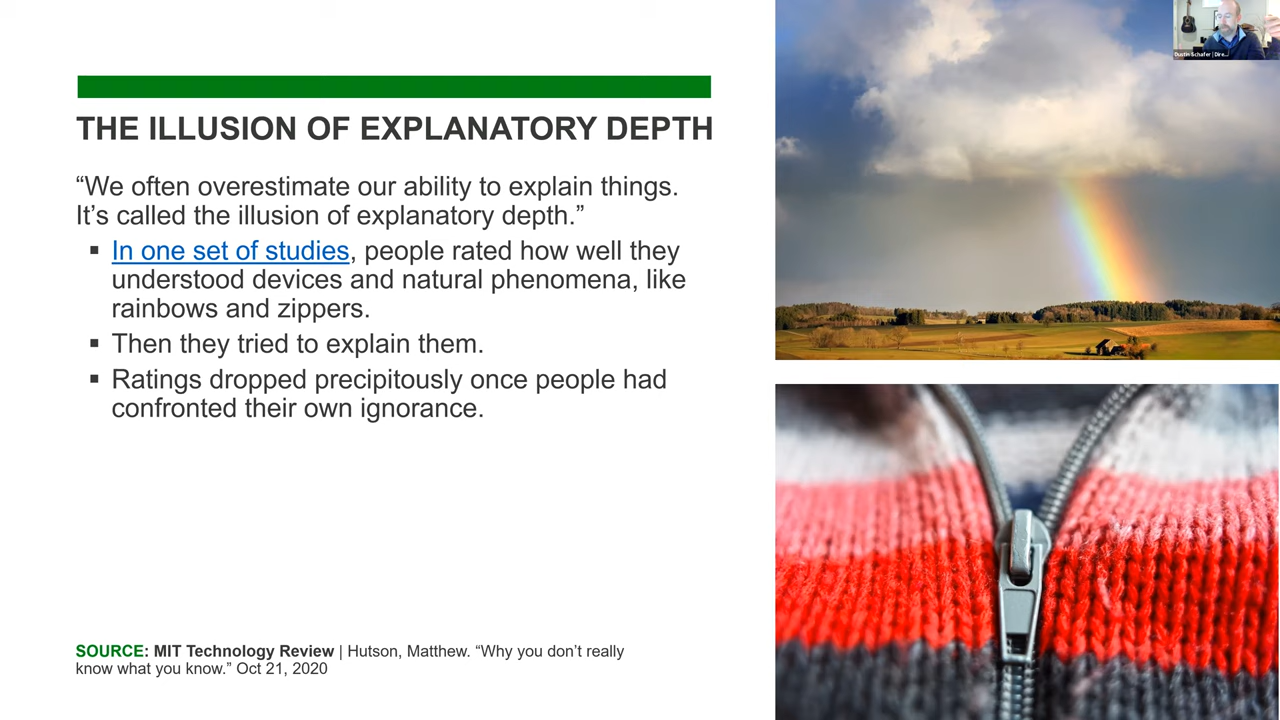 THE ILLUSION OF EXPLANATORY DEPTH
“We often overestimate our ability to explain things.
It’s called the illusion of explanatory depth.”
▪ In one set of studies, people rated how well they
understood devices and natural phenomena, like
rainbows and zippers.
▪ Then they tried to explain them.
▪ Ratings dropped precipitously once people had
confronted their own ignorance.
SOURCE: MIT Technology Review | Hutson, Matthew. “Why you don’t really
know what you know.” Oct 21, 2020
Dustin Schafer | Dire...